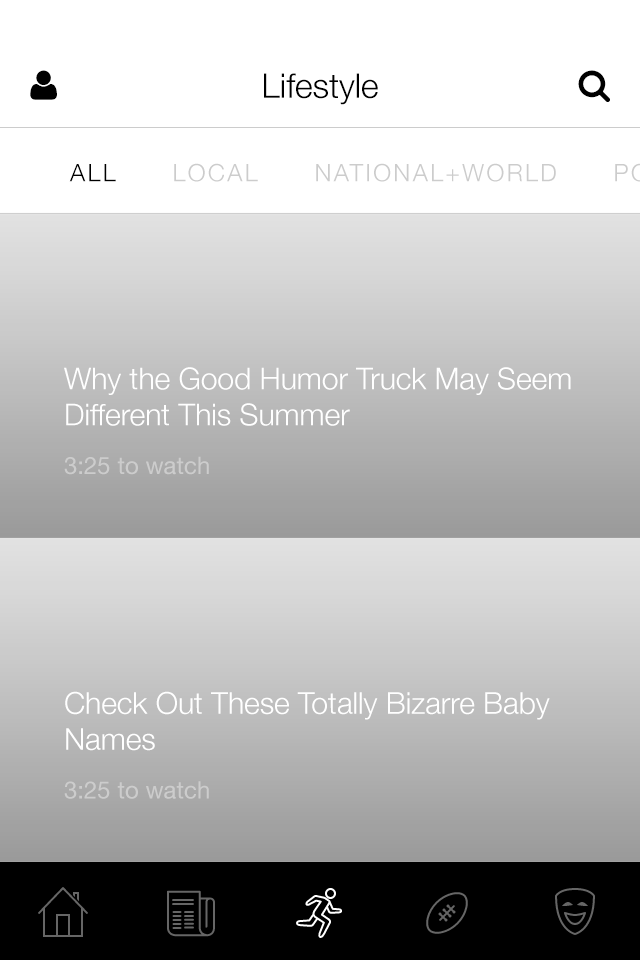 Lifestyle
ALL LOCAL NATIONAL+WORLD PO
Why the Good Humor Truck May Seem
Different This Summer
3:25 to watch
Check Out These Totally Bizarre Baby
Names
3:25 to watch